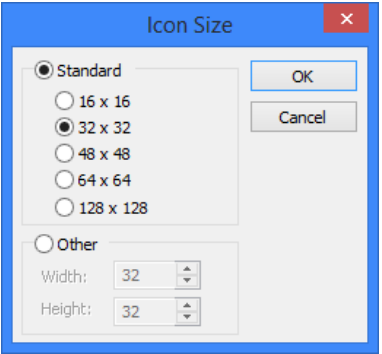 Icon Size
Standard
16 x 16
32 x 32
48 x 48
64 x 64
128 x 128
OK
Cancel
Other
Width: 32
Height: 32